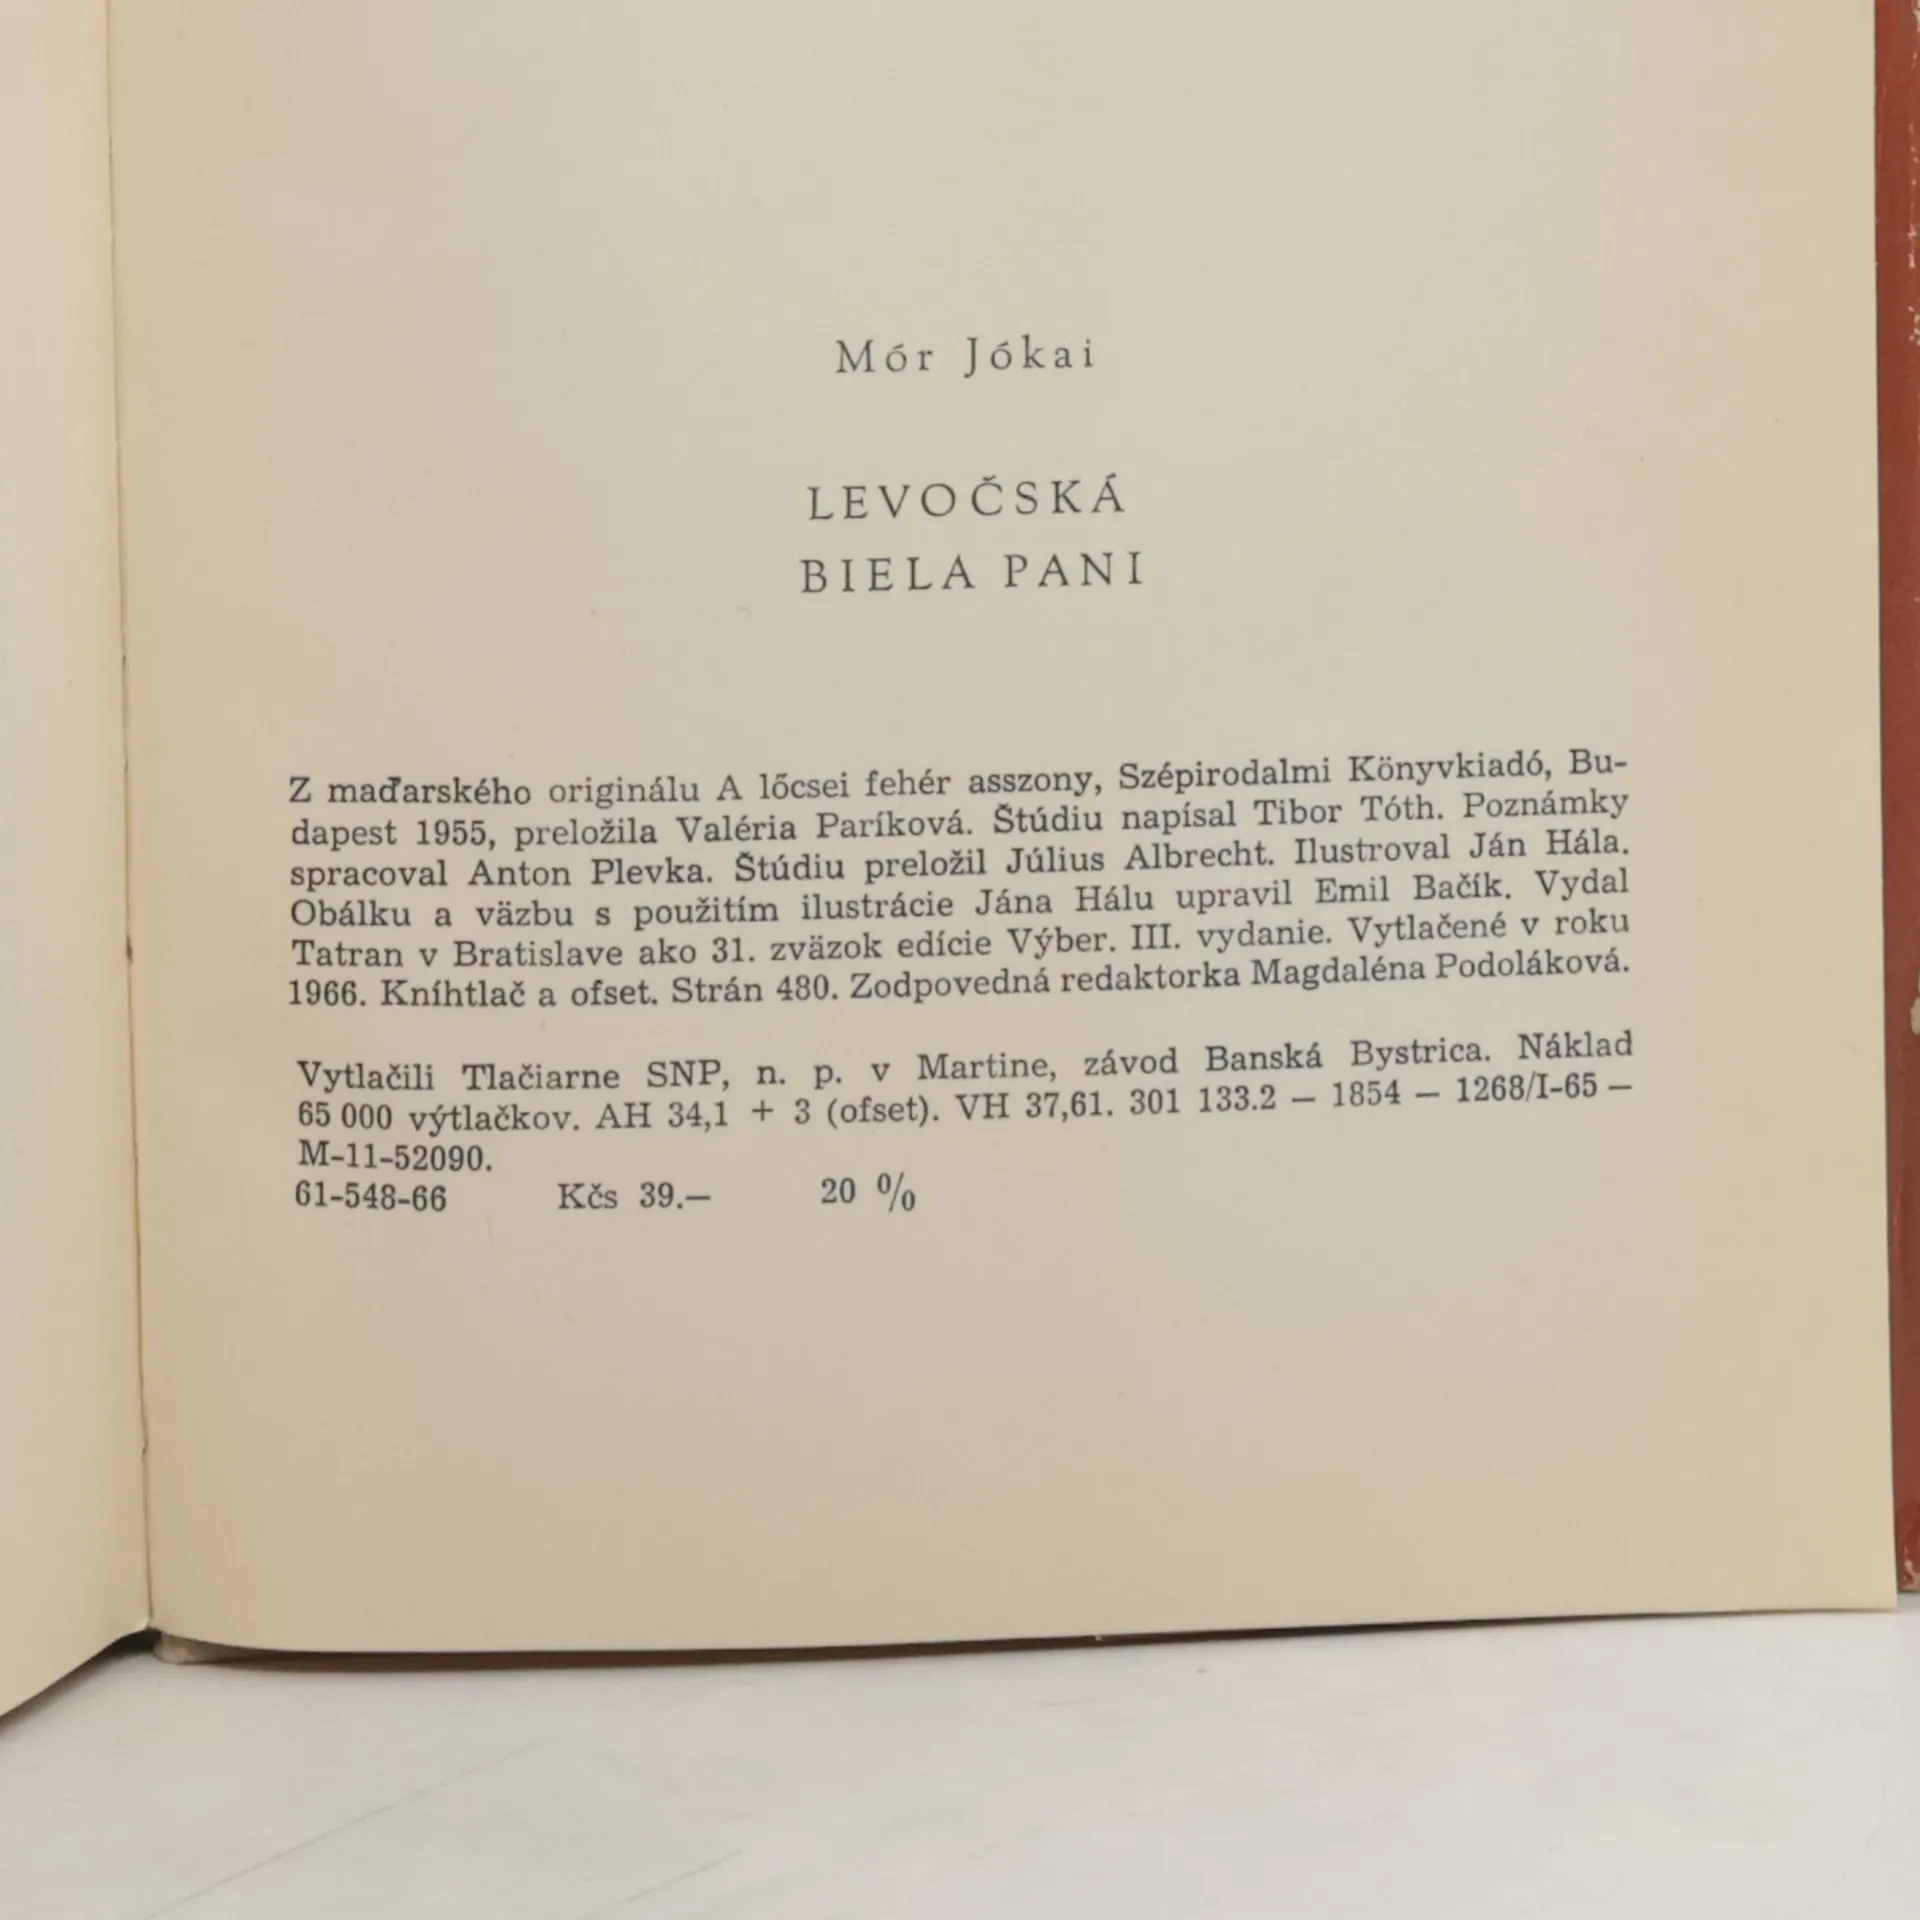 Mór Jókai
LEVOČSKÁ
BIELA PANI
Z maďarského originálu A lőcsei fehér asszony, Szépirodalmi Könyvkiadó, Bu-
dapest 1955, preložila Valéria Paríková. Štúdiu napísal Tibor Tóth. Poznámky
spracoval Anton Plevka. Štúdiu preložil Július Albrecht. Ilustroval Ján Hála.
Obálku a väzbu s použitím ilustrácie Jána Hálu upravil Emil Bačík. Vydal
Tatran v Bratislave ako 31. zväzok edície Výber. III. vydanie. Vytlačené v roku
1966. Kníhtlač a ofset. Strán 480. Zodpovedná redaktorka Magdaléna Podoláková.
Vytlačili Tlačiarne SNP, n. p. v Martine, závod Banská Bystrica. Náklad
65 000 výtlačkov. AH 34,1 + 3 (ofset). VH 37,61. 301 133.2 — 1854 — 1268/I-65 —
M-11-52090.
61-548-66 Kčs 39.— 20 %